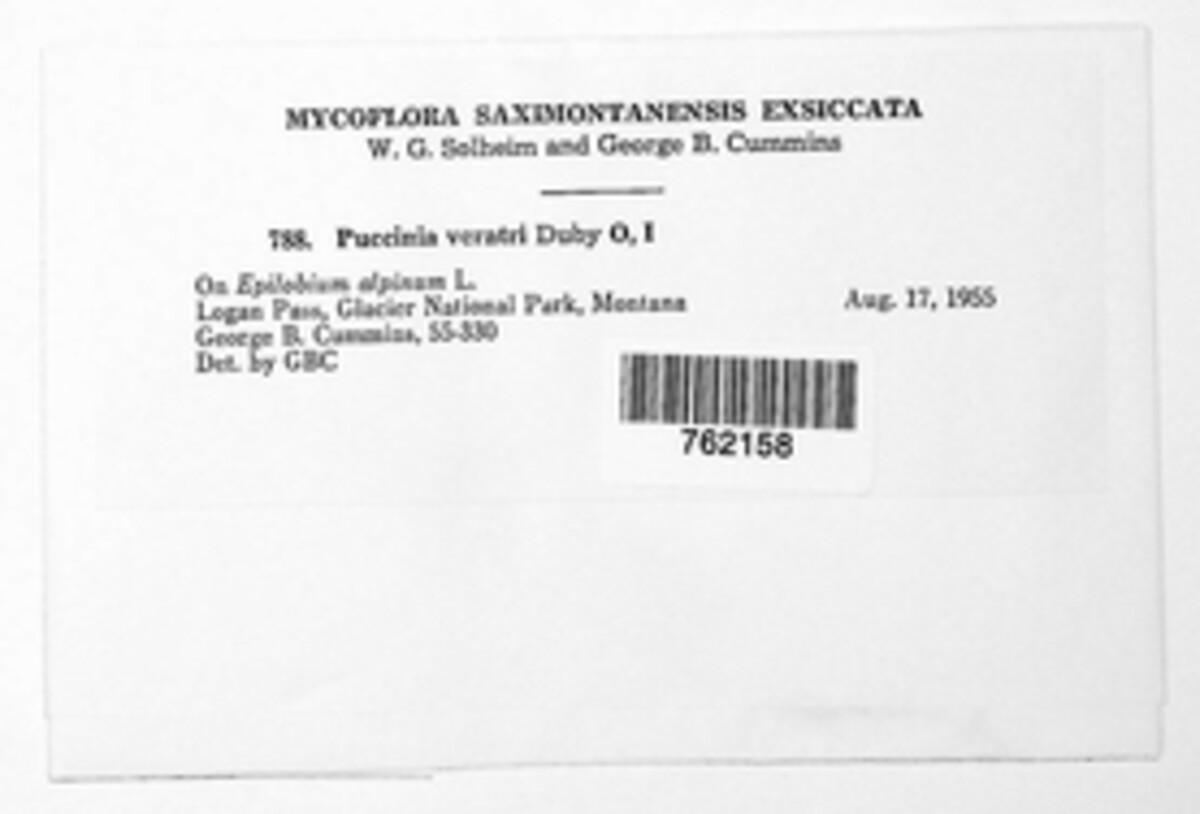 MYCOFLORA SAXIMONTANENSIS EXSICCATA
W. G. Solheim and George B. Cummins
788. Puccinia veratri Duby O, I
On Epilobium alpinum L.
Logan Pass, Glacier National Park, Montana Aug. 17, 1955
George B. Cummins, 55-330
Det. by GBC
762158